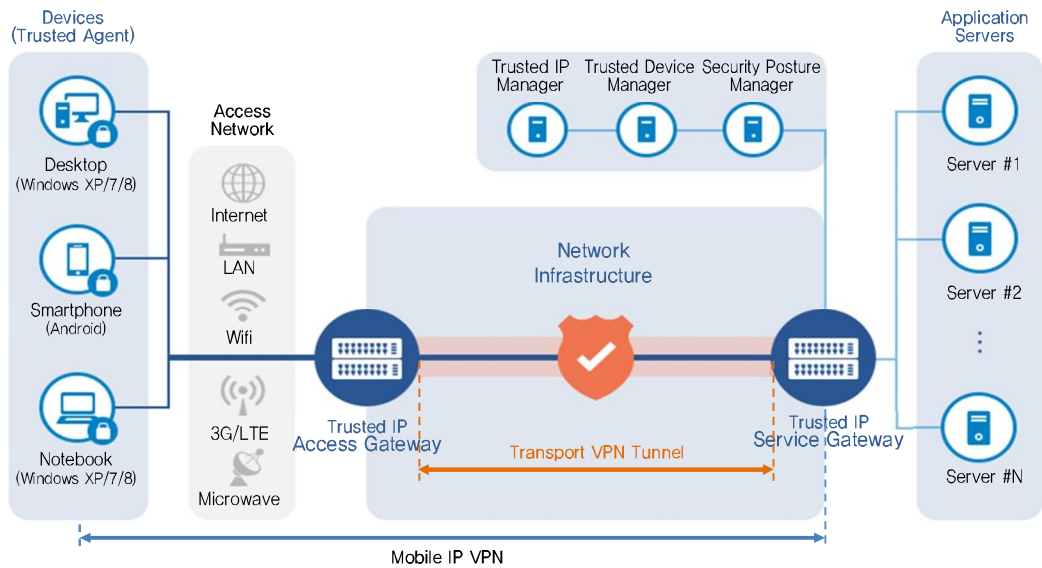 Devices
(Trusted Agent)
Desktop
(Windows XP/7/8)
Smartphone
(Android)
Notebook
(Windows XP/7/8)
Access
Network
Internet
LAN
Wifi
3G/LTE
Microwave
Trusted IP
Manager
Trusted Device
Manager
Security Posture
Manager
Network
Infrastructure
Trusted IP
Access Gateway
Transport VPN Tunnel
Trusted IP
Service Gateway
Mobile IP VPN
Application
Servers
Server #1
Server #2
Server #N